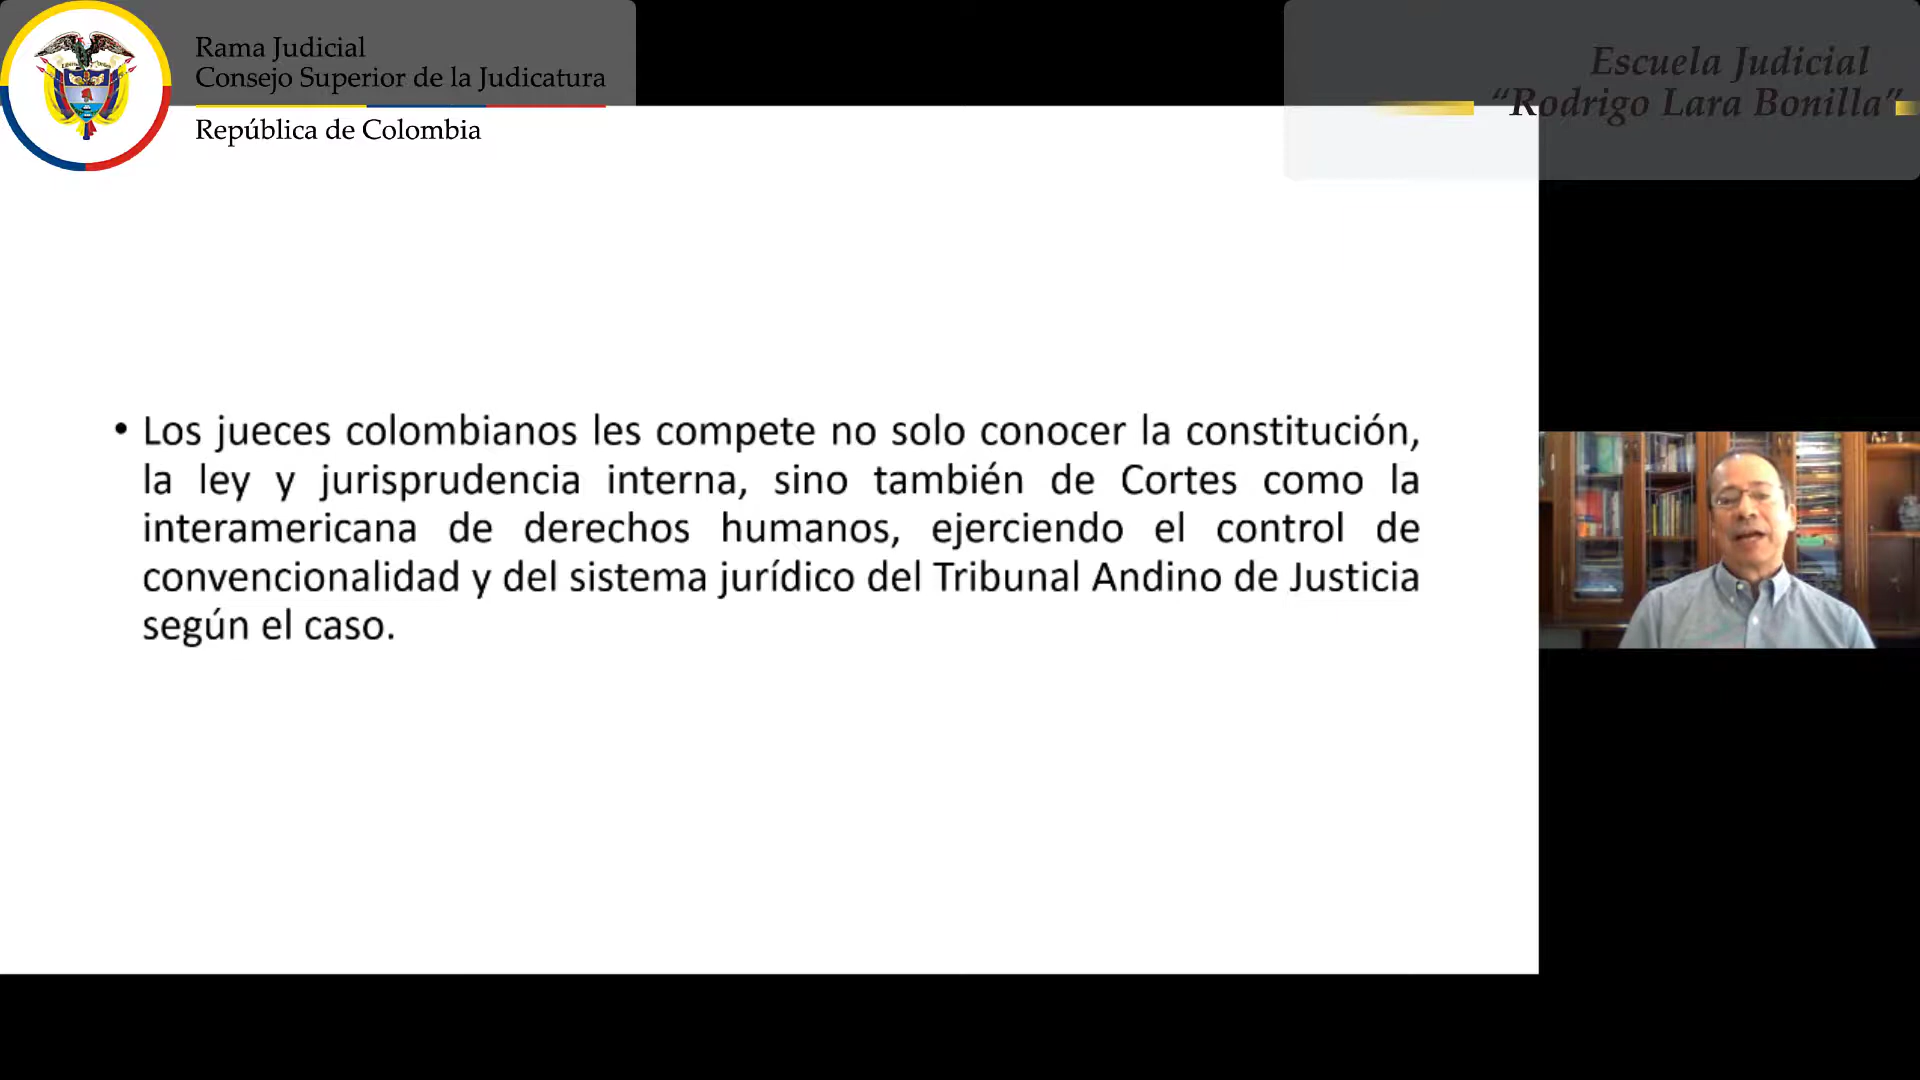 Rama Judicial
Consejo Superior de la Judicatura
República de Colombia
Escuela Judicial
“Rodrigo Lara Bonilla”
• Los jueces colombianos les compete no solo conocer la constitución,
la ley y jurisprudencia interna, sino también de Cortes como la
interamericana de derechos humanos, ejerciendo el control de
convencionalidad y del sistema jurídico del Tribunal Andino de Justicia
según el caso.